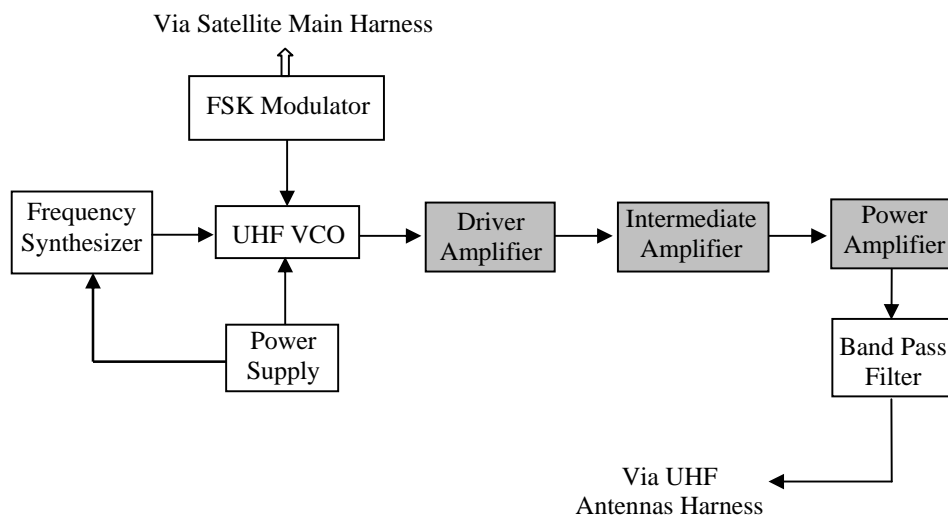 Via Satellite Main Harness
FSK Modulator
Frequency
Synthesizer
UHF VCO
Driver
Amplifier
Intermediate
Amplifier
Power
Amplifier
Power
Supply
Band Pass
Filter
Via UHF
Antennas Harness